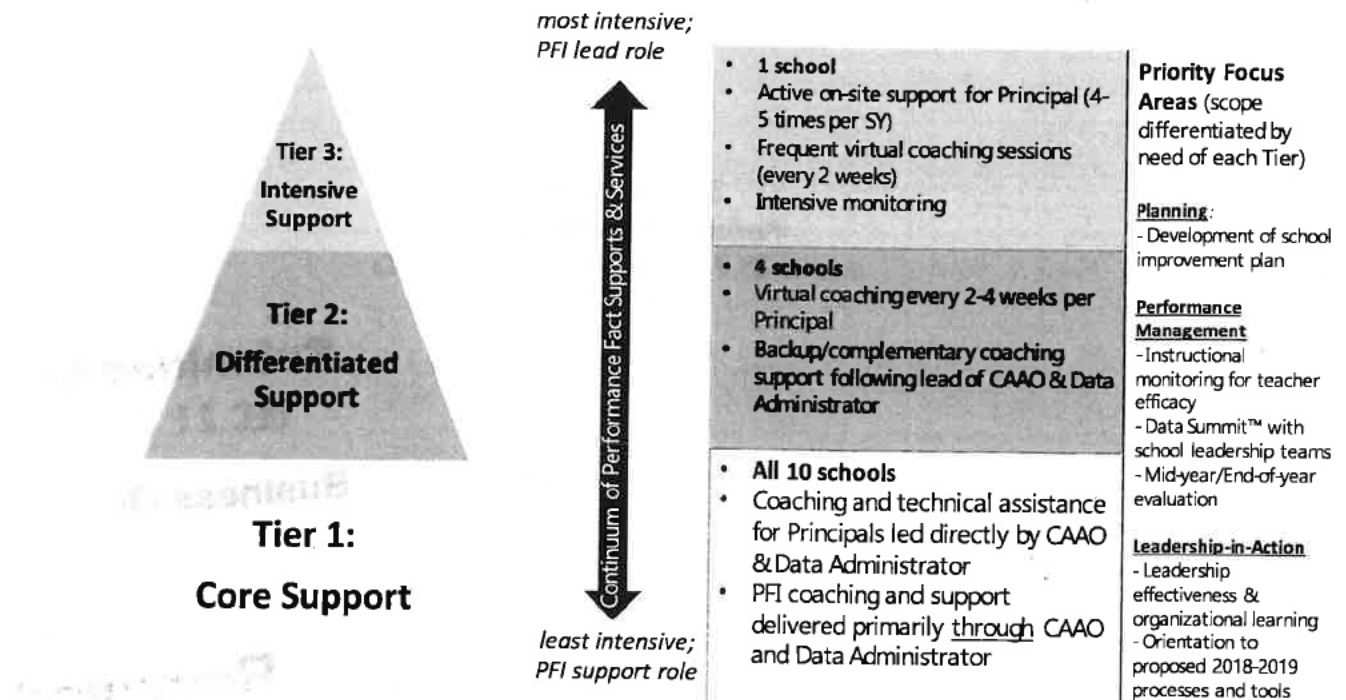 most intensive;
PFI lead role
Tier 3:
Intensive
Support
Tier 2:
Differentiated
Support
Tier 1:
Core Support
Continuum of Performance Fact Supports & Services
least intensive;
PFI support role
• 1 school
• Active on-site support for Principal (4-
5 times per SY)
• Frequent virtual coaching sessions
(every 2 weeks)
• Intensive monitoring
• 4 schools
• Virtual coaching every 2-4 weeks per
Principal
• Backup/complementary coaching
support following lead of CAAO & Data
Administrator
• All 10 schools
• Coaching and technical assistance
for Principals led directly by CAAO
& Data Administrator
• PFI coaching and support
delivered primarily through CAAO
and Data Administrator
Priority Focus
Areas (scope
differentiated by
need of each Tier)
Planning:
- Development of school
improvement plan
Performance
Management
- Instructional
monitoring for teacher
efficacy
- Data Summit™ with
school leadership teams
- Mid-year/End-of-year
evaluation
Leadership-in-Action
- Leadership
effectiveness &
organizational learning
- Orientation to
proposed 2018-2019
processes and tools